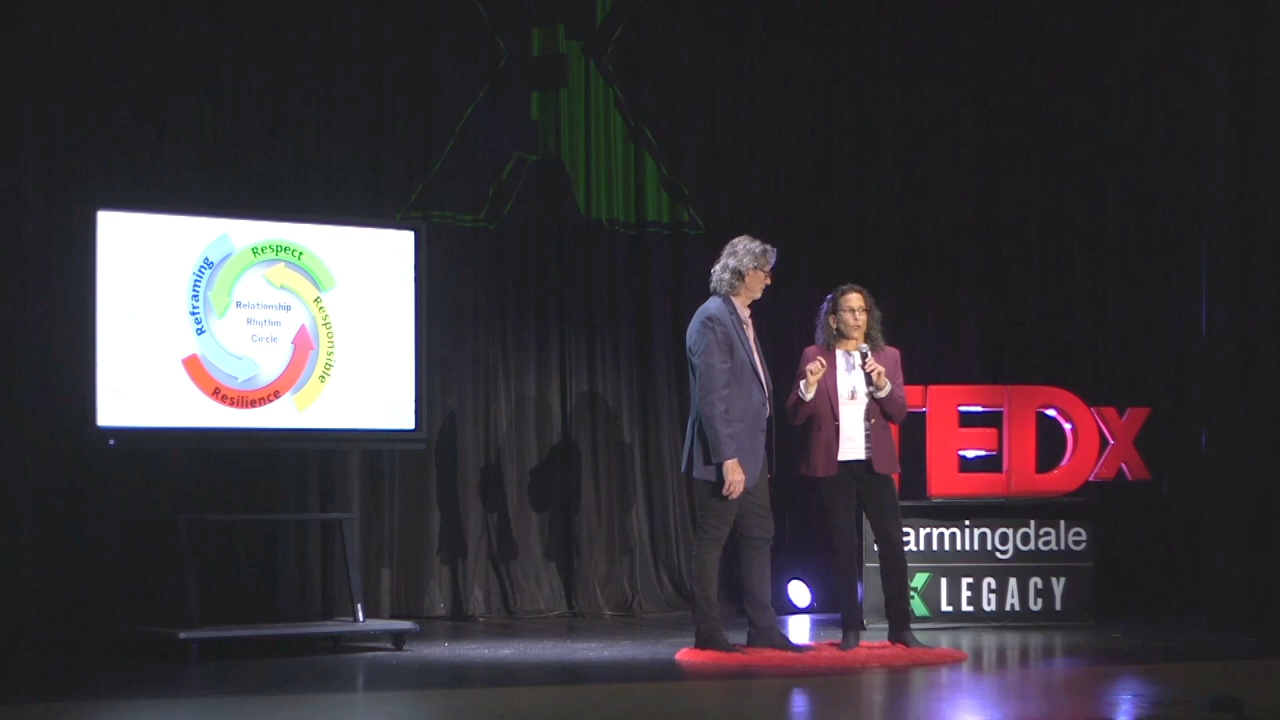 Respect
Reframing
Responsible
Resilience
Relationship
Rhythm
Circle
TEDx
armingdale
LEGACY